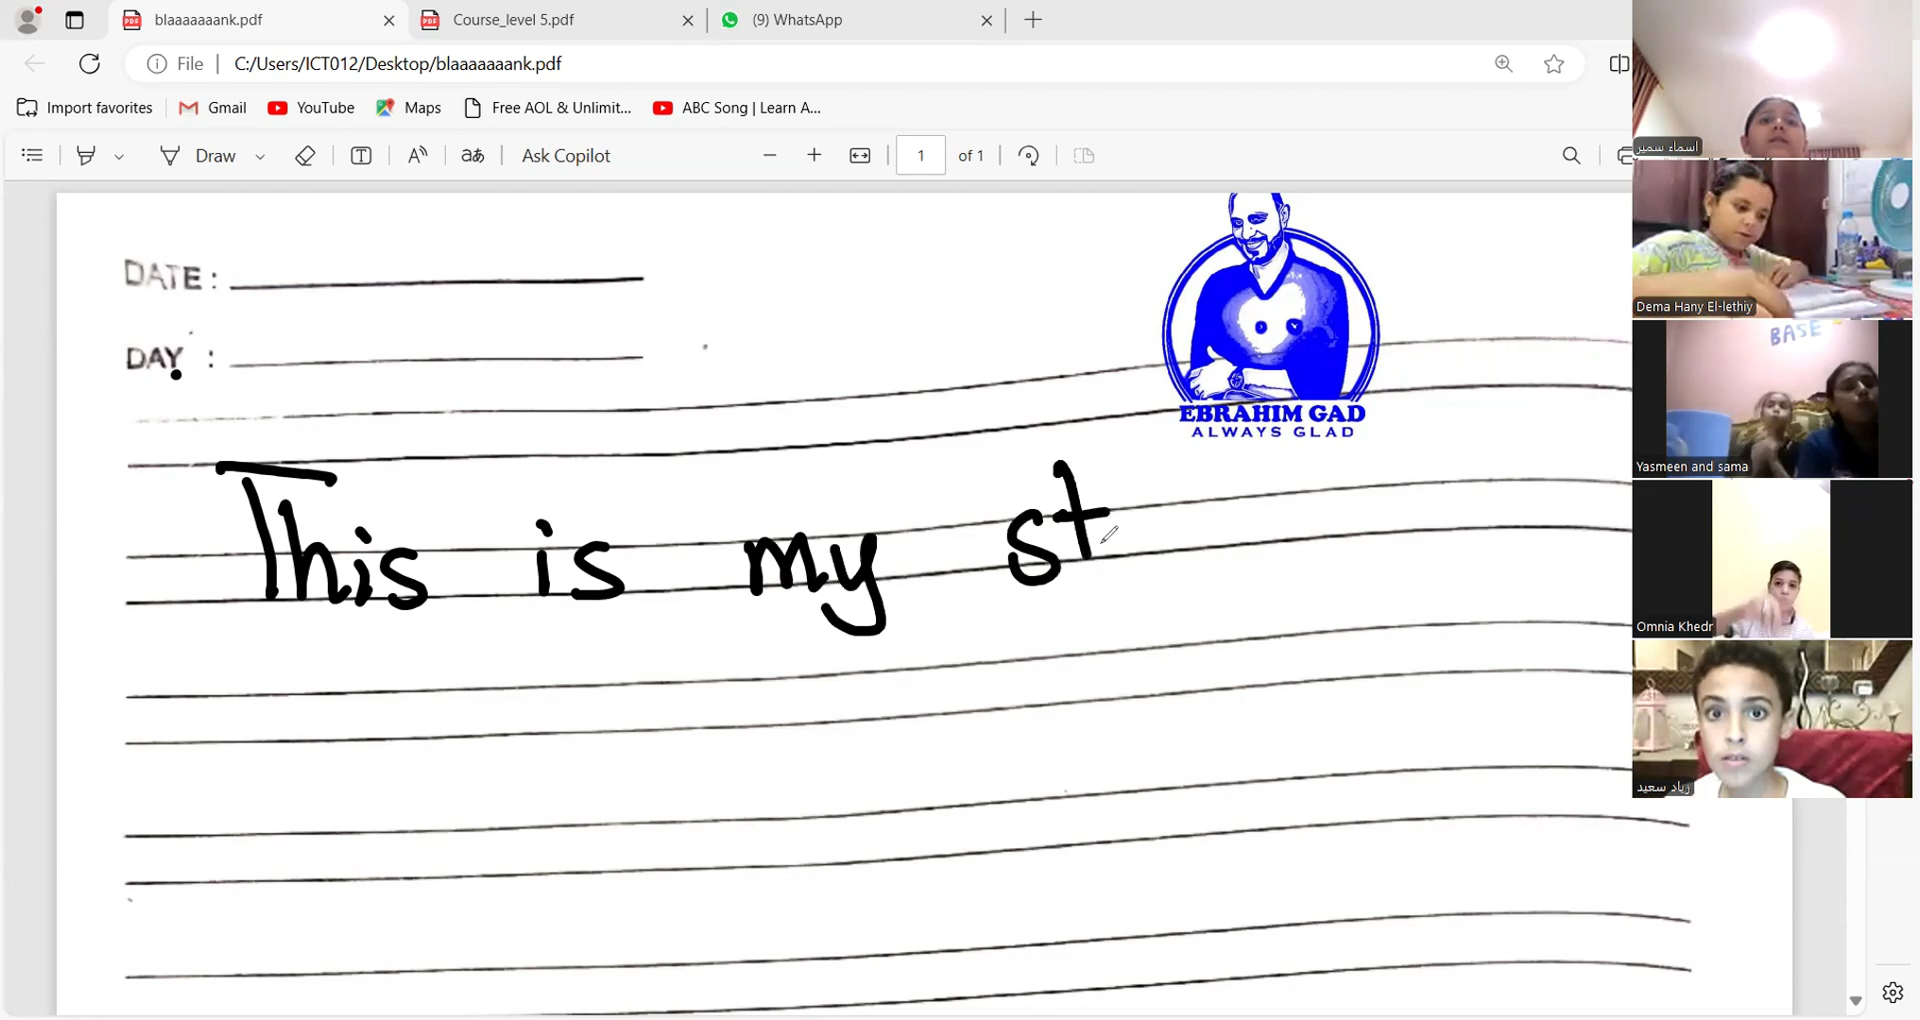 blaaaaaaank.pdf
Course_level 5.pdf
(9) WhatsApp
File
C:/Users/ICT012/Desktop/blaaaaaaank.pdf
Import favorites
Gmail
YouTube
Maps
Free AOL & Unlimit...
ABC Song | Learn A...
Draw
Ask Copilot
1 of 1
DATE :
DAY :
EBRAHIM GAD
ALWAYS GLAD
This is my st
اسماء سمير
Dema Hany El-lethiy
BASE
Yasmeen and sama
Omnia Khedr
زياد سعيد